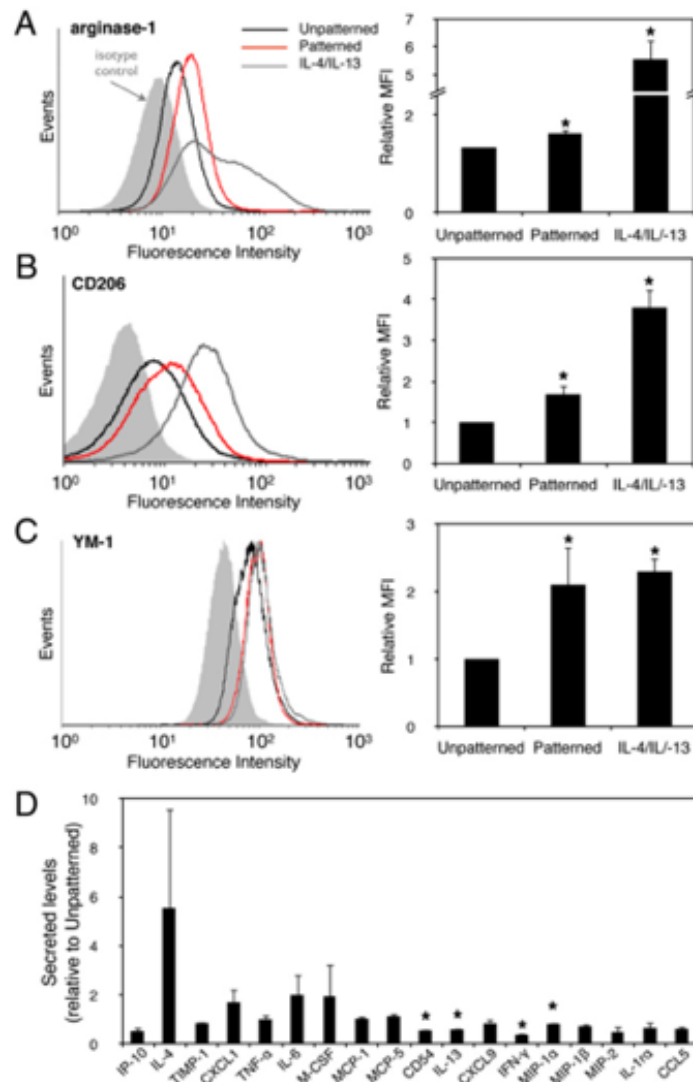 A
arginase-1
isotype
control
Unpatterned
Patterned
IL-4/IL-13
Events
10⁰ 10¹ 10² 10³
Fluorescence Intensity
Relative MFI
7
6
5
2
0
* *
Unpatterned Patterned IL-4/IL/-13
B
CD206
Events
10⁰ 10¹ 10² 10³
Fluorescence Intensity
Relative MFI
5
4
3
2
1
0
* *
Unpatterned Patterned IL-4/IL/-13
C
YM-1
Events
10⁰ 10¹ 10² 10³
Fluorescence Intensity
Relative MFI
3
2
1
0
* *
Unpatterned Patterned IL-4/IL/-13
D
Secreted levels
(relative to Unpatterned)
10
8
6
4
2
0
* * * *
IP-10 IL-4 TIMP-1 CXCL1 TNF-α IL-6 M-CSF MCP-1 MCP-5 CD54 IL-13 CXCL9 IFN-γ MIP-1α MIP-1β MIP-2 IL-1rα CCL5